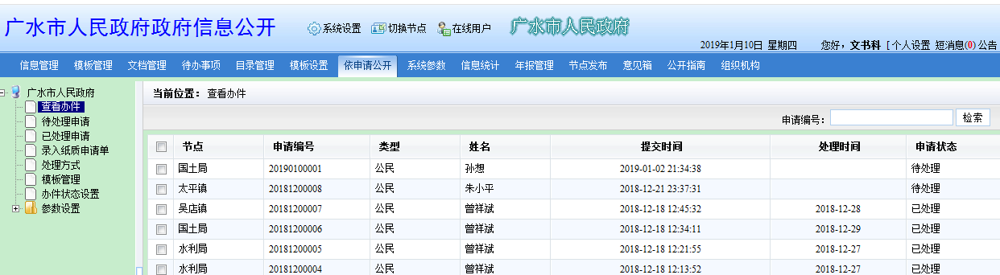 广水市人民政府政府信息公开 系统设置 切换节点 在线用户 广水市人民政府
2019年1月10日 星期四 您好，文书科 [ 个人设置 短消息(0) 公告
信息管理 模板管理 文档管理 待办事项 目录管理 模板设置 依申请公开 系统参数 信息统计 年报管理 节点发布 意见箱 公开指南 组织机构
广水市人民政府
查看办件
待处理申请
已处理申请
录入纸质申请单
处理方式
模板管理
办件状态设置
参数设置
当前位置： 查看办件
申请编号： 检索
节点 申请编号 类型 姓名 提交时间 处理时间 申请状态
国土局 20190100001 公民 孙想 2019-01-02 21:34:38 待处理
太平镇 20181200008 公民 朱小平 2018-12-21 23:37:31 待处理
吴店镇 20181200007 公民 曾祥斌 2018-12-18 12:45:32 2018-12-28 已处理
国土局 20181200006 公民 曾祥斌 2018-12-18 12:34:11 2018-12-29 已处理
水利局 20181200005 公民 曾祥斌 2018-12-18 12:21:55 2018-12-27 已处理
水利局 20181200004 公民 曾祥斌 2018-12-18 12:13:52 2018-12-27 已处理